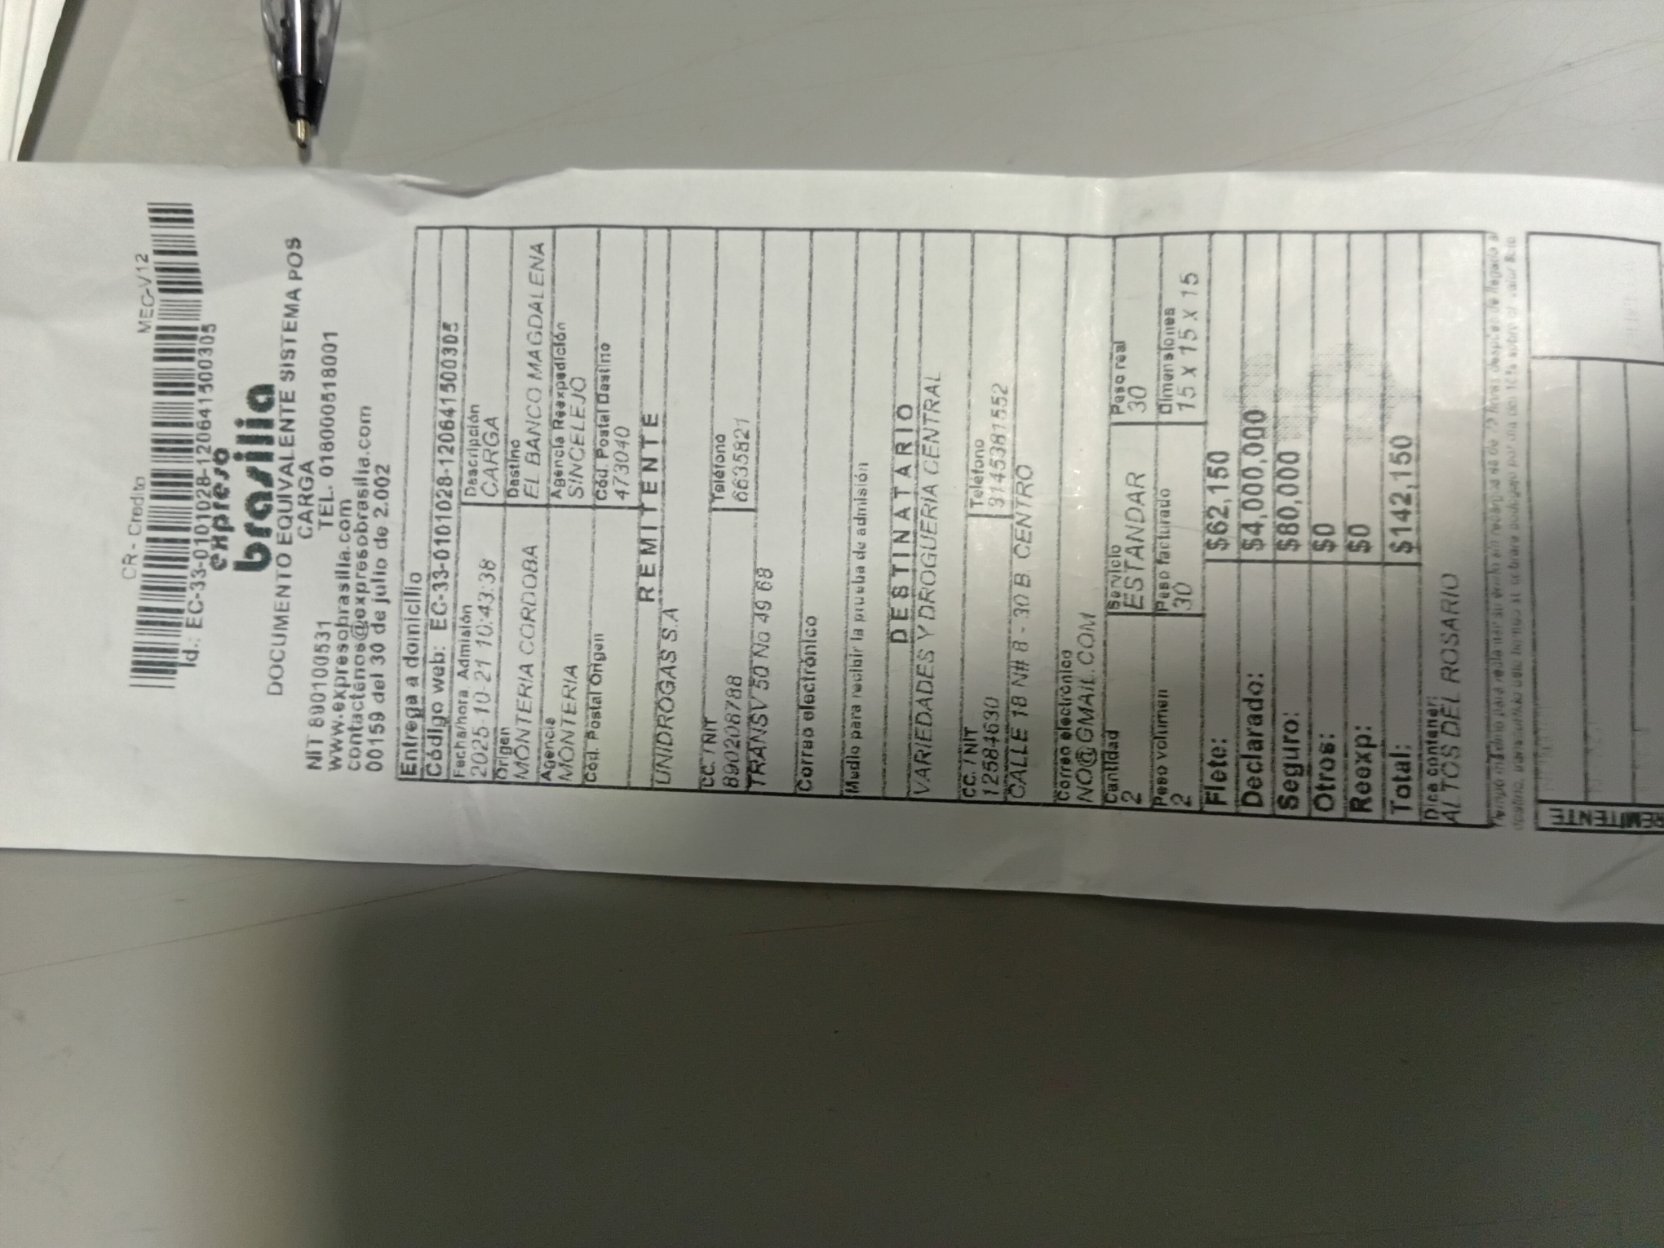 CR - Credito MEC-V12
Id.: EC-33-0101028-120641500305
expreso
brasilia
DOCUMENTO EQUIVALENTE SISTEMA POS
CARGA
NIT 890100531 TEL. 018000518001
www.expresobrasilia.com
contactenos@expresobrasilia.com
00159 del 30 de julio de 2.002
Entrega a domicilio
Código web: EC-33-0101028-1206411500305
Fecha/hora Admisión Descripción
2025-10-21 10:43:38 CARGA
Origen Destino
MONTERIA CORDOBA EL BANCO MAGDALENA
Agencia Agencia Reexpedición
MONTERIA SINCELEJO
Cód. Postal Origen Cód. Postal Destino
473040
REMITENTE
UNIDROGAS S.A
CC. / NIT Teléfono
890208788 6635821
TRANSV 50 No 49 68
Correo electrónico
Medio para recibir la prueba de admisión
DESTINATARIO
VARIEDADES Y DROGUERIA CENTRAL
CC. / NIT Teléfono
12584630 3145381552
CALLE 18 N# 8 - 30 B. CENTRO
Correo electrónico
NO@GMAIL.COM
Cantidad Servicio Peso real
2 ESTANDAR 30
Peso volumen Peso facturado Dimensiones
2 30 15 X 15 X 15
Flete: $62,150
Declarado: $4,000,000
Seguro: $80,000
Otros: $0
Reexp: $0
Total: $142,150
Dice contener:
ALTOS DEL ROSARIO
REMITENTE